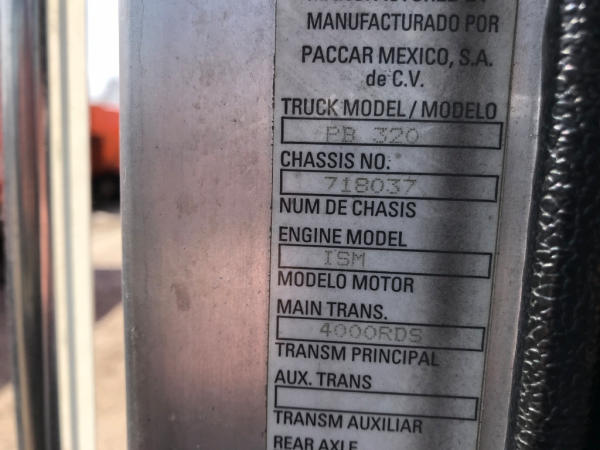 MANUFACTURADO POR
PACCAR MEXICO, S.A.
de C.V.
TRUCK MODEL / MODELO
PB 320
CHASSIS NO.
718037
NUM DE CHASIS
ENGINE MODEL
ISM
MODELO MOTOR
MAIN TRANS.
4000RDS
TRANSM PRINCIPAL
AUX. TRANS
TRANSM AUXILIAR
REAR AXLE